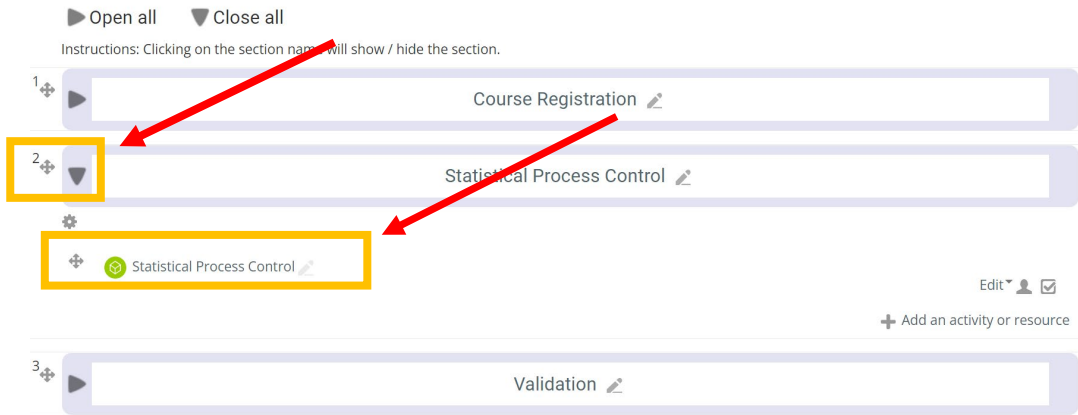 Open all Close all
Instructions: Clicking on the section name will show / hide the section.
1
Course Registration
2
Statistical Process Control
Statistical Process Control
Edit
Add an activity or resource
3
Validation